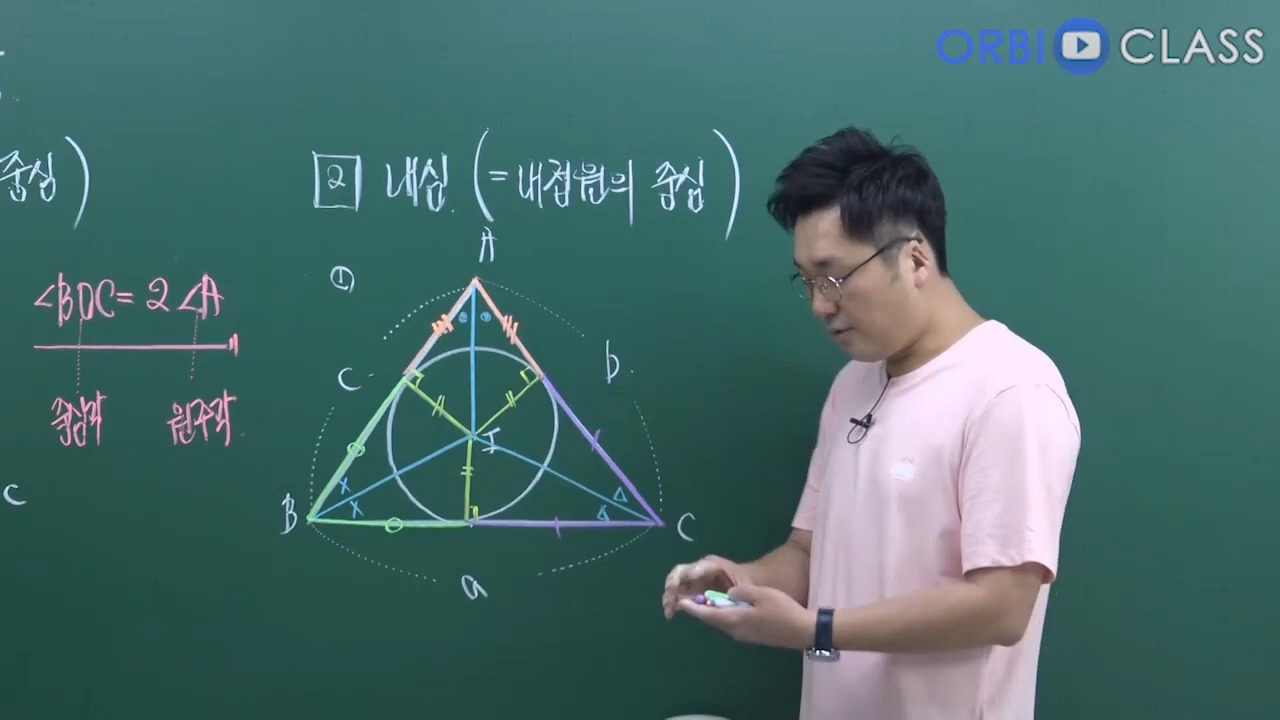 ORBI CLASS
중심)
2 내심 (= 내접원의 중심)
A
①
∠BOC = 2∠A
c
b
중심각 원주각
I
c
B
C
a